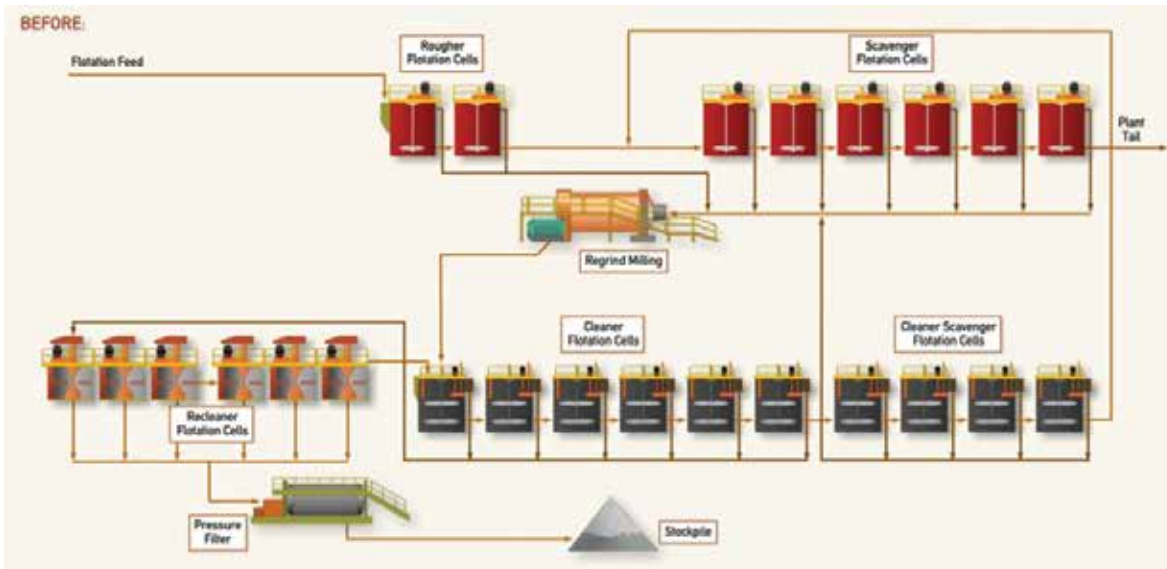 BEFORE:
Flotation Feed
Rougher
Flotation Cells
Scavenger
Flotation Cells
Plant
Tail
Regrind Milling
Cleaner
Flotation Cells
Cleaner Scavenger
Flotation Cells
Recleaner
Flotation Cells
Pressure
Filter
Stockpile